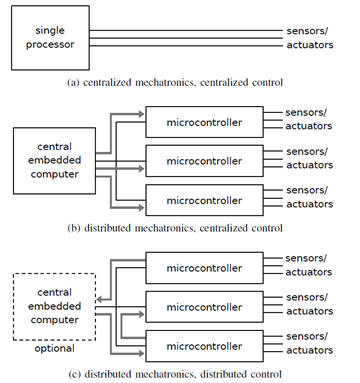 single
processor
sensors/
actuators
(a) centralized mechatronics, centralized control
central
embedded
computer
microcontroller
sensors/
actuators
microcontroller
sensors/
actuators
microcontroller
sensors/
actuators
(b) distributed mechatronics, centralized control
central
embedded
computer
optional
microcontroller
sensors/
actuators
microcontroller
sensors/
actuators
microcontroller
sensors/
actuators
(c) distributed mechatronics, distributed control